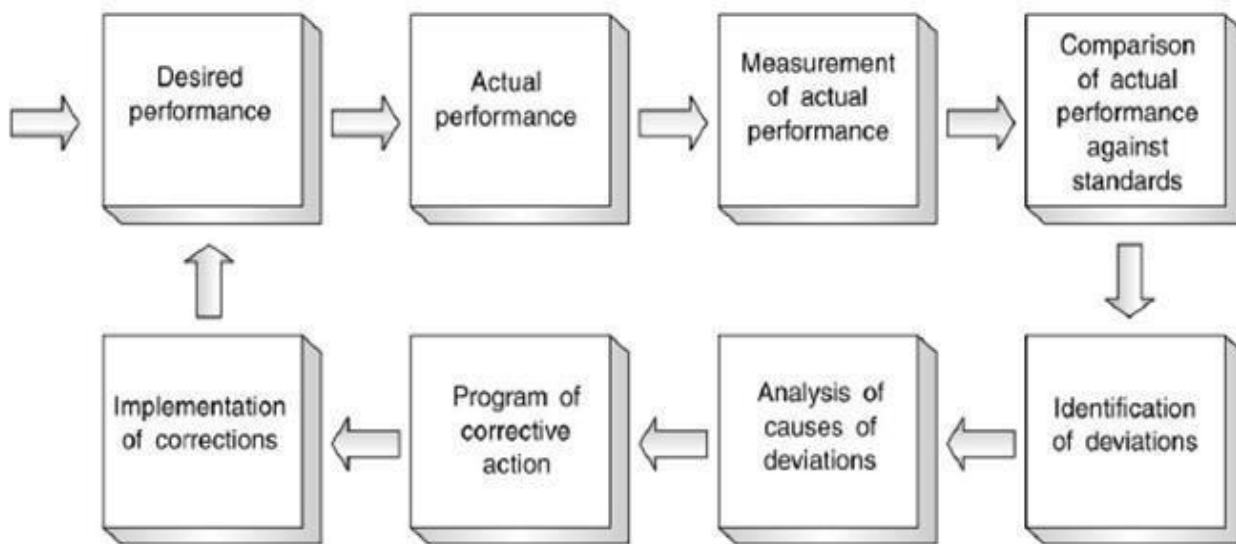 Desired
performance
Actual
performance
Measurement
of actual
performance
Comparison
of actual
performance
against
standards
Identification
of deviations
Analysis of
causes of
deviations
Program of
corrective
action
Implementation
of corrections